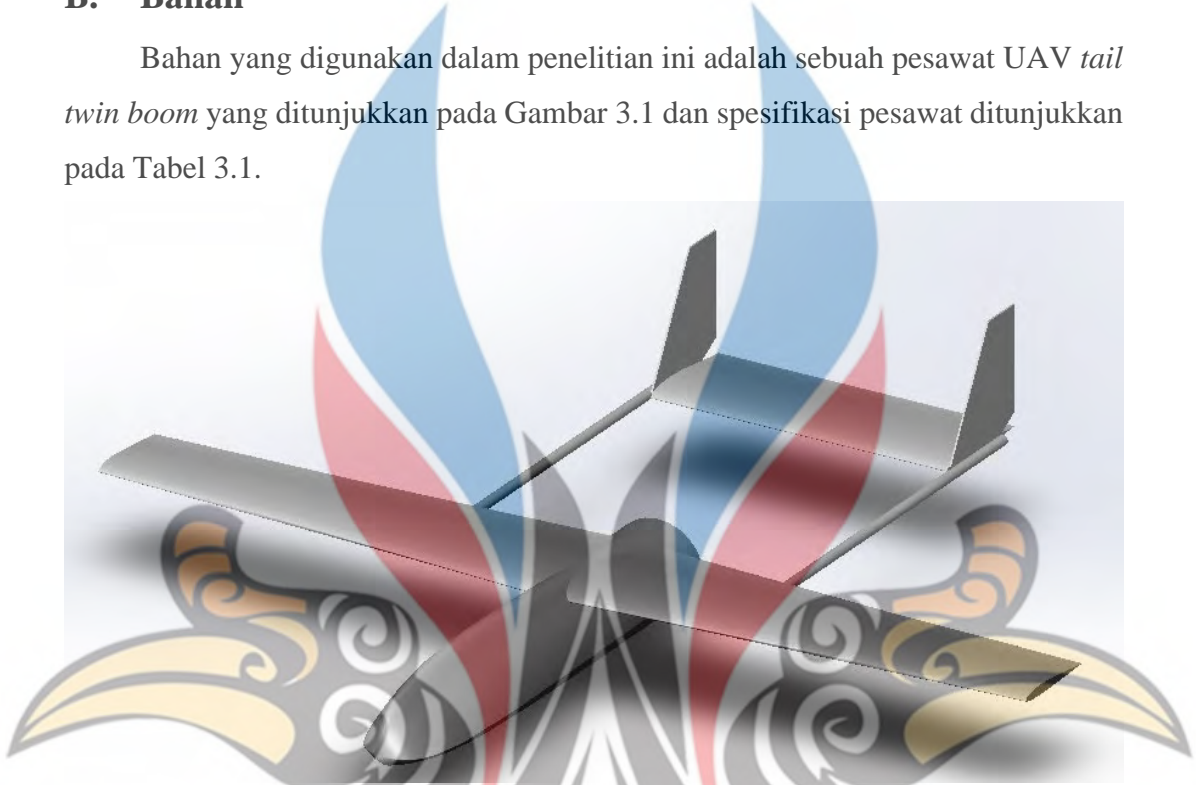 B. Bahan
Bahan yang digunakan dalam penelitian ini adalah sebuah pesawat UAV tail
twin boom yang ditunjukkan pada Gambar 3.1 dan spesifikasi pesawat ditunjukkan
pada Tabel 3.1.